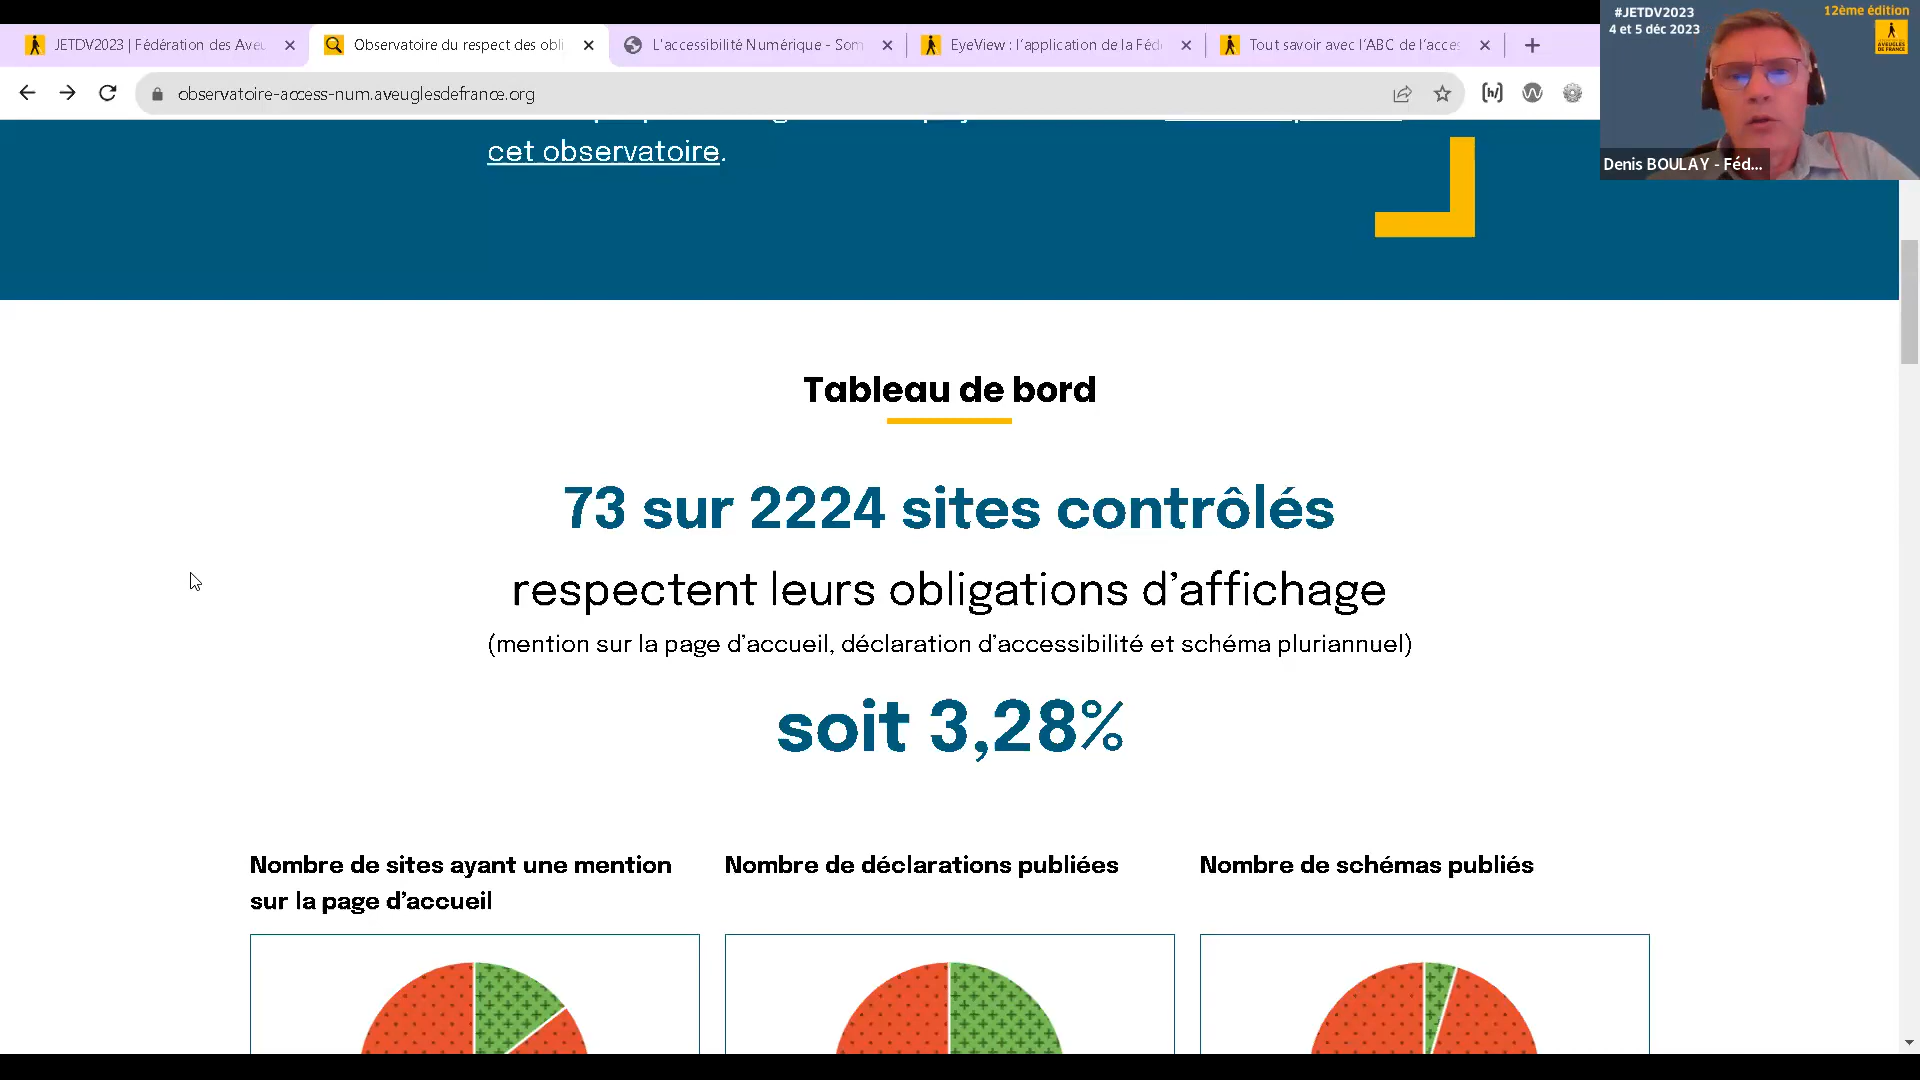 JETDV2023 | Fédération des Aveu
Observatoire du respect des obli
L'accessibilité Numérique - Som
EyeView : l'application de la Féd
Tout savoir avec l'ABC de l'acces
#JETDV2023
4 et 5 déc 2023
12ème édition
AVEUGLES
DE FRANCE
observatoire-access-num.aveuglesdefrance.org
Denis BOULAY - Féd...
cet observatoire.
Tableau de bord
73 sur 2224 sites contrôlés
respectent leurs obligations d’affichage
(mention sur la page d’accueil, déclaration d’accessibilité et schéma pluriannuel)
soit 3,28%
Nombre de sites ayant une mention
sur la page d’accueil
Nombre de déclarations publiées
Nombre de schémas publiés